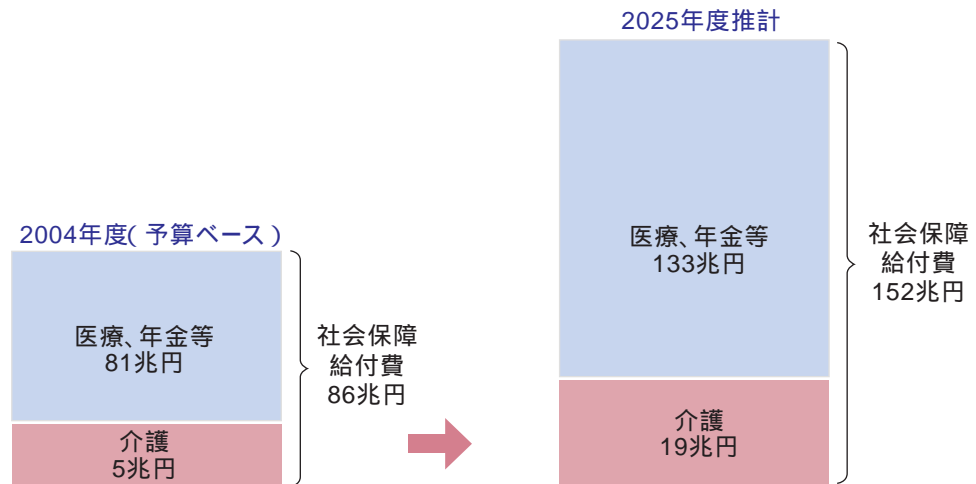 2025年度推計
医療、年金等
133兆円
社会保障
給付費
152兆円
介護
19兆円
2004年度(予算ベース)
医療、年金等
81兆円
社会保障
給付費
86兆円
介護
5兆円